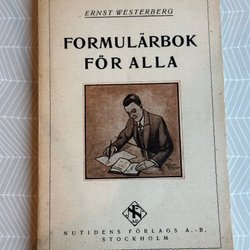 ERNST WESTERBERG
FORMULÄRBOK
FÖR ALLA
NUTIDENS FÖRLAGS A.-B.
STOCKHOLM